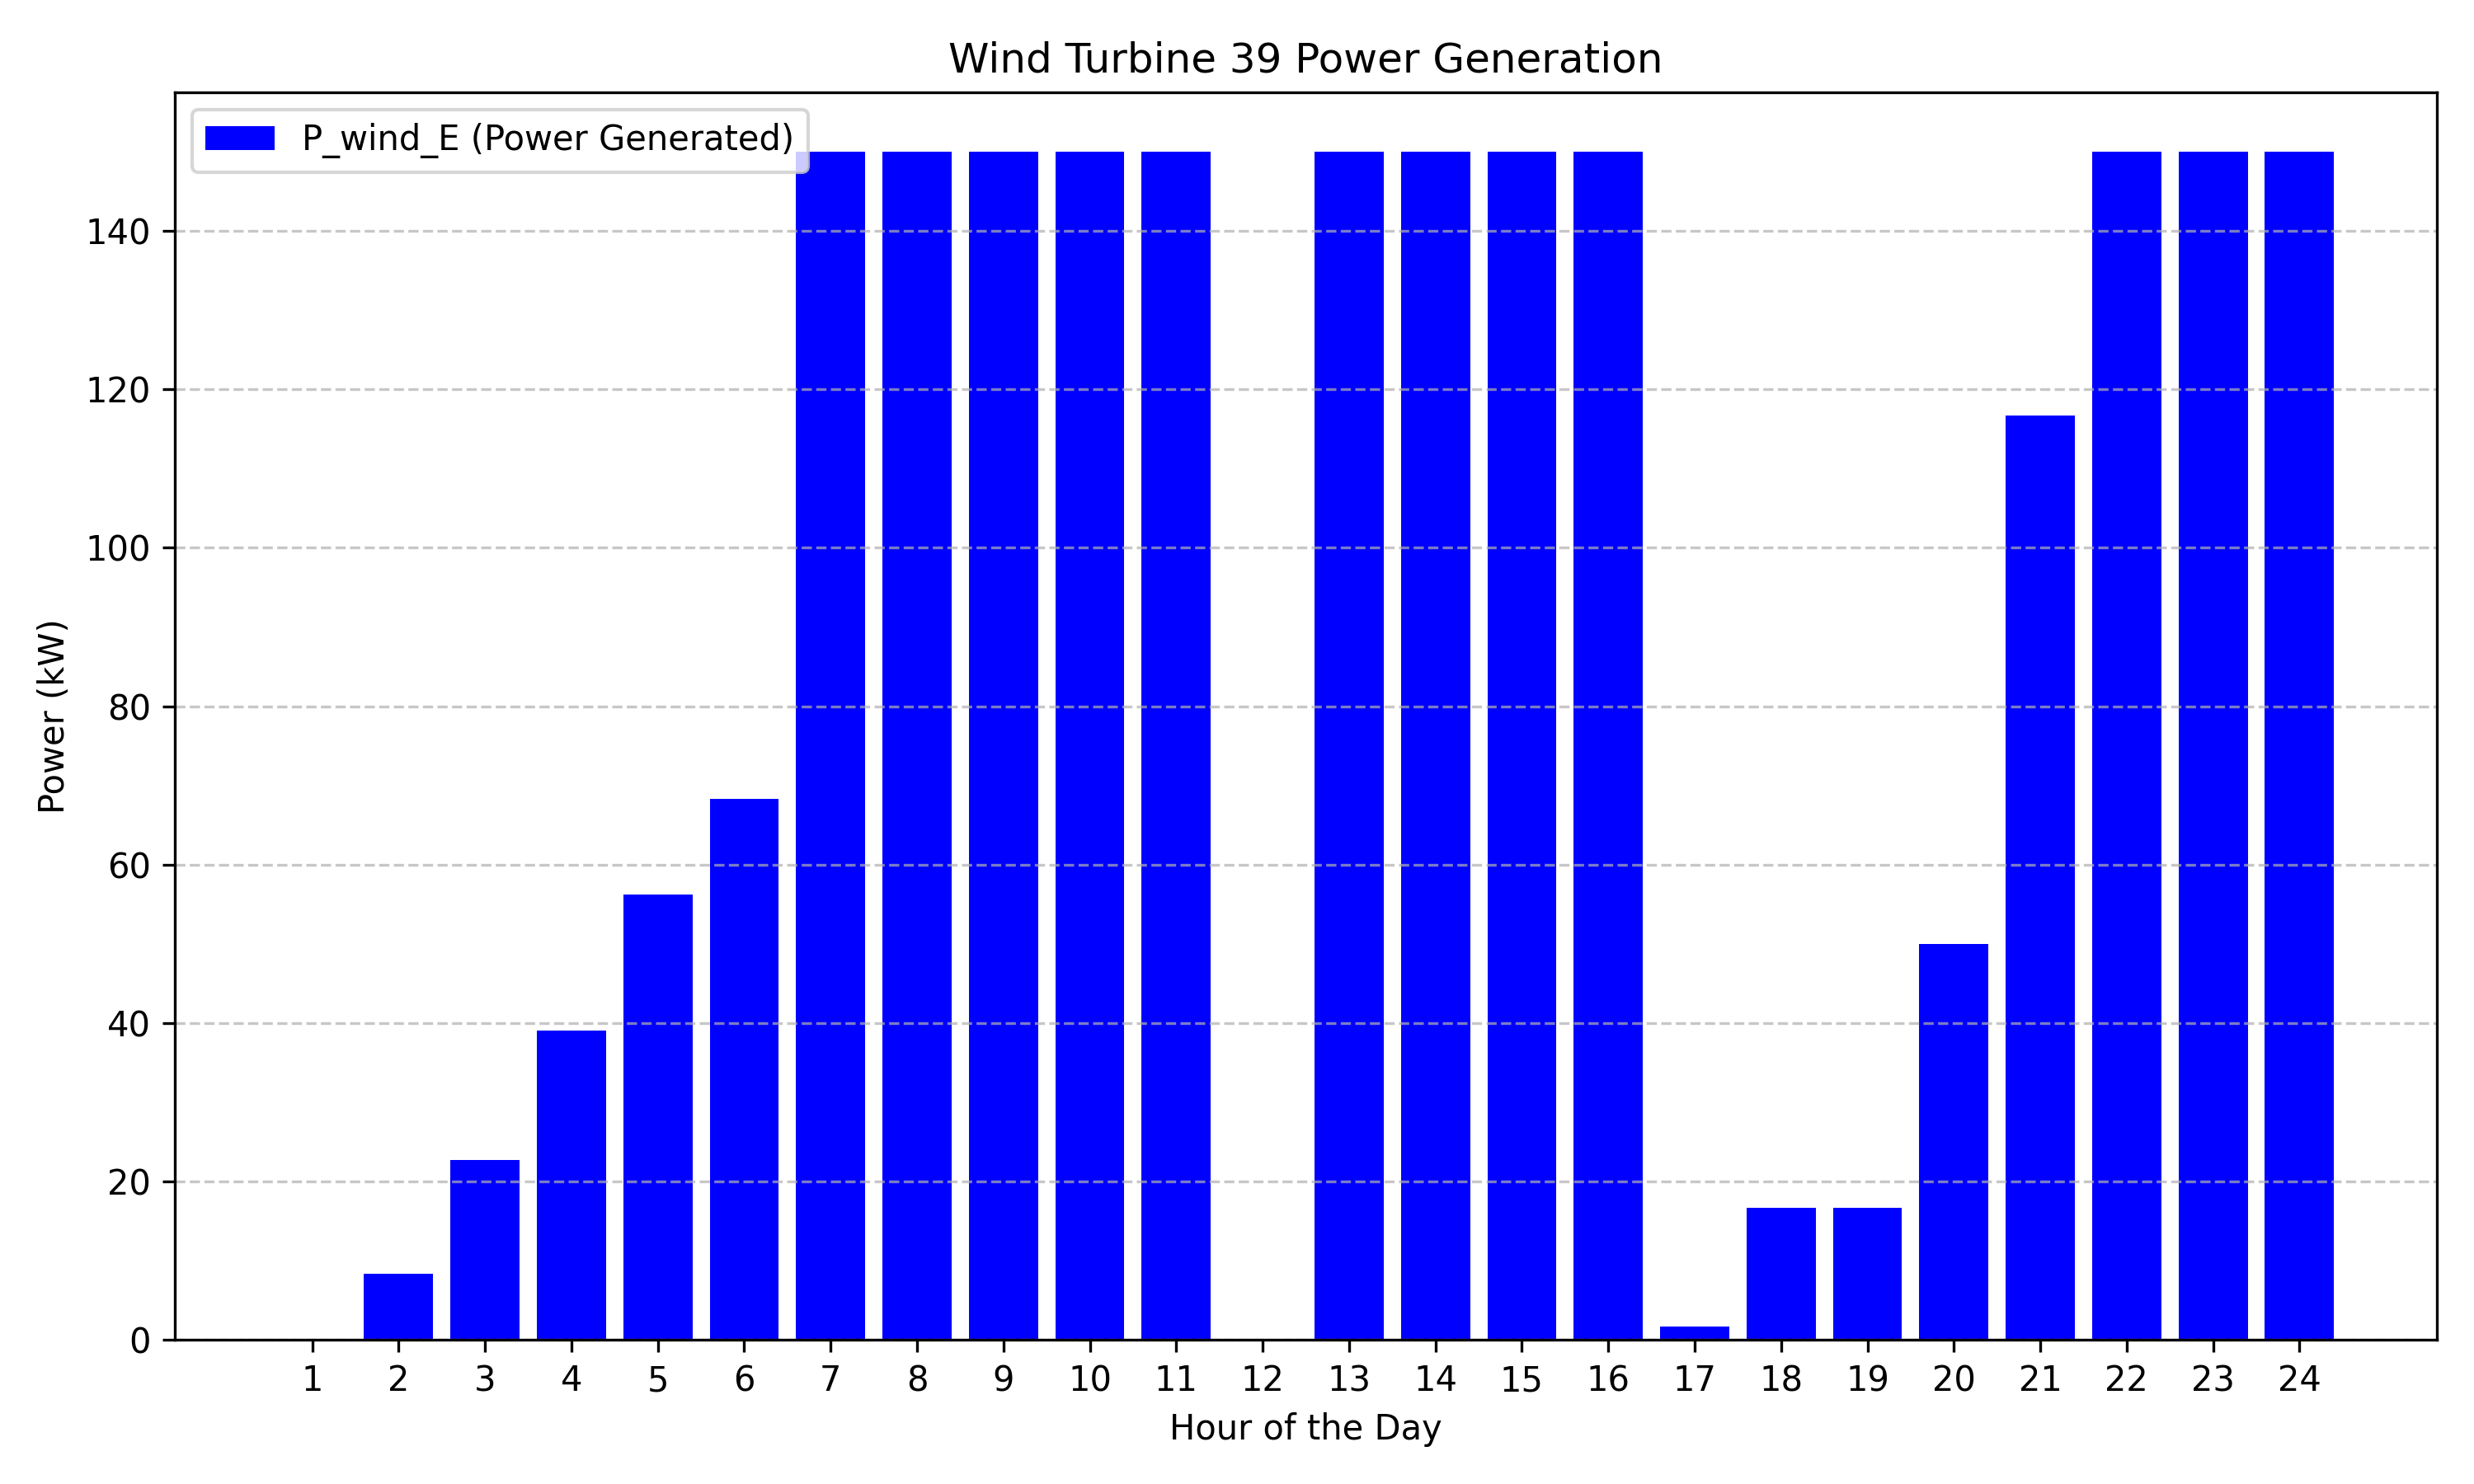 Wind Turbine 39 Power Generation
P_wind_E (Power Generated)
140
120
100
80
60
40
20
0
Power (kW)
1 2 3 4 5 6 7 8 9 10 11 12 13 14 15 16 17 18 19 20 21 22 23 24
Hour of the Day